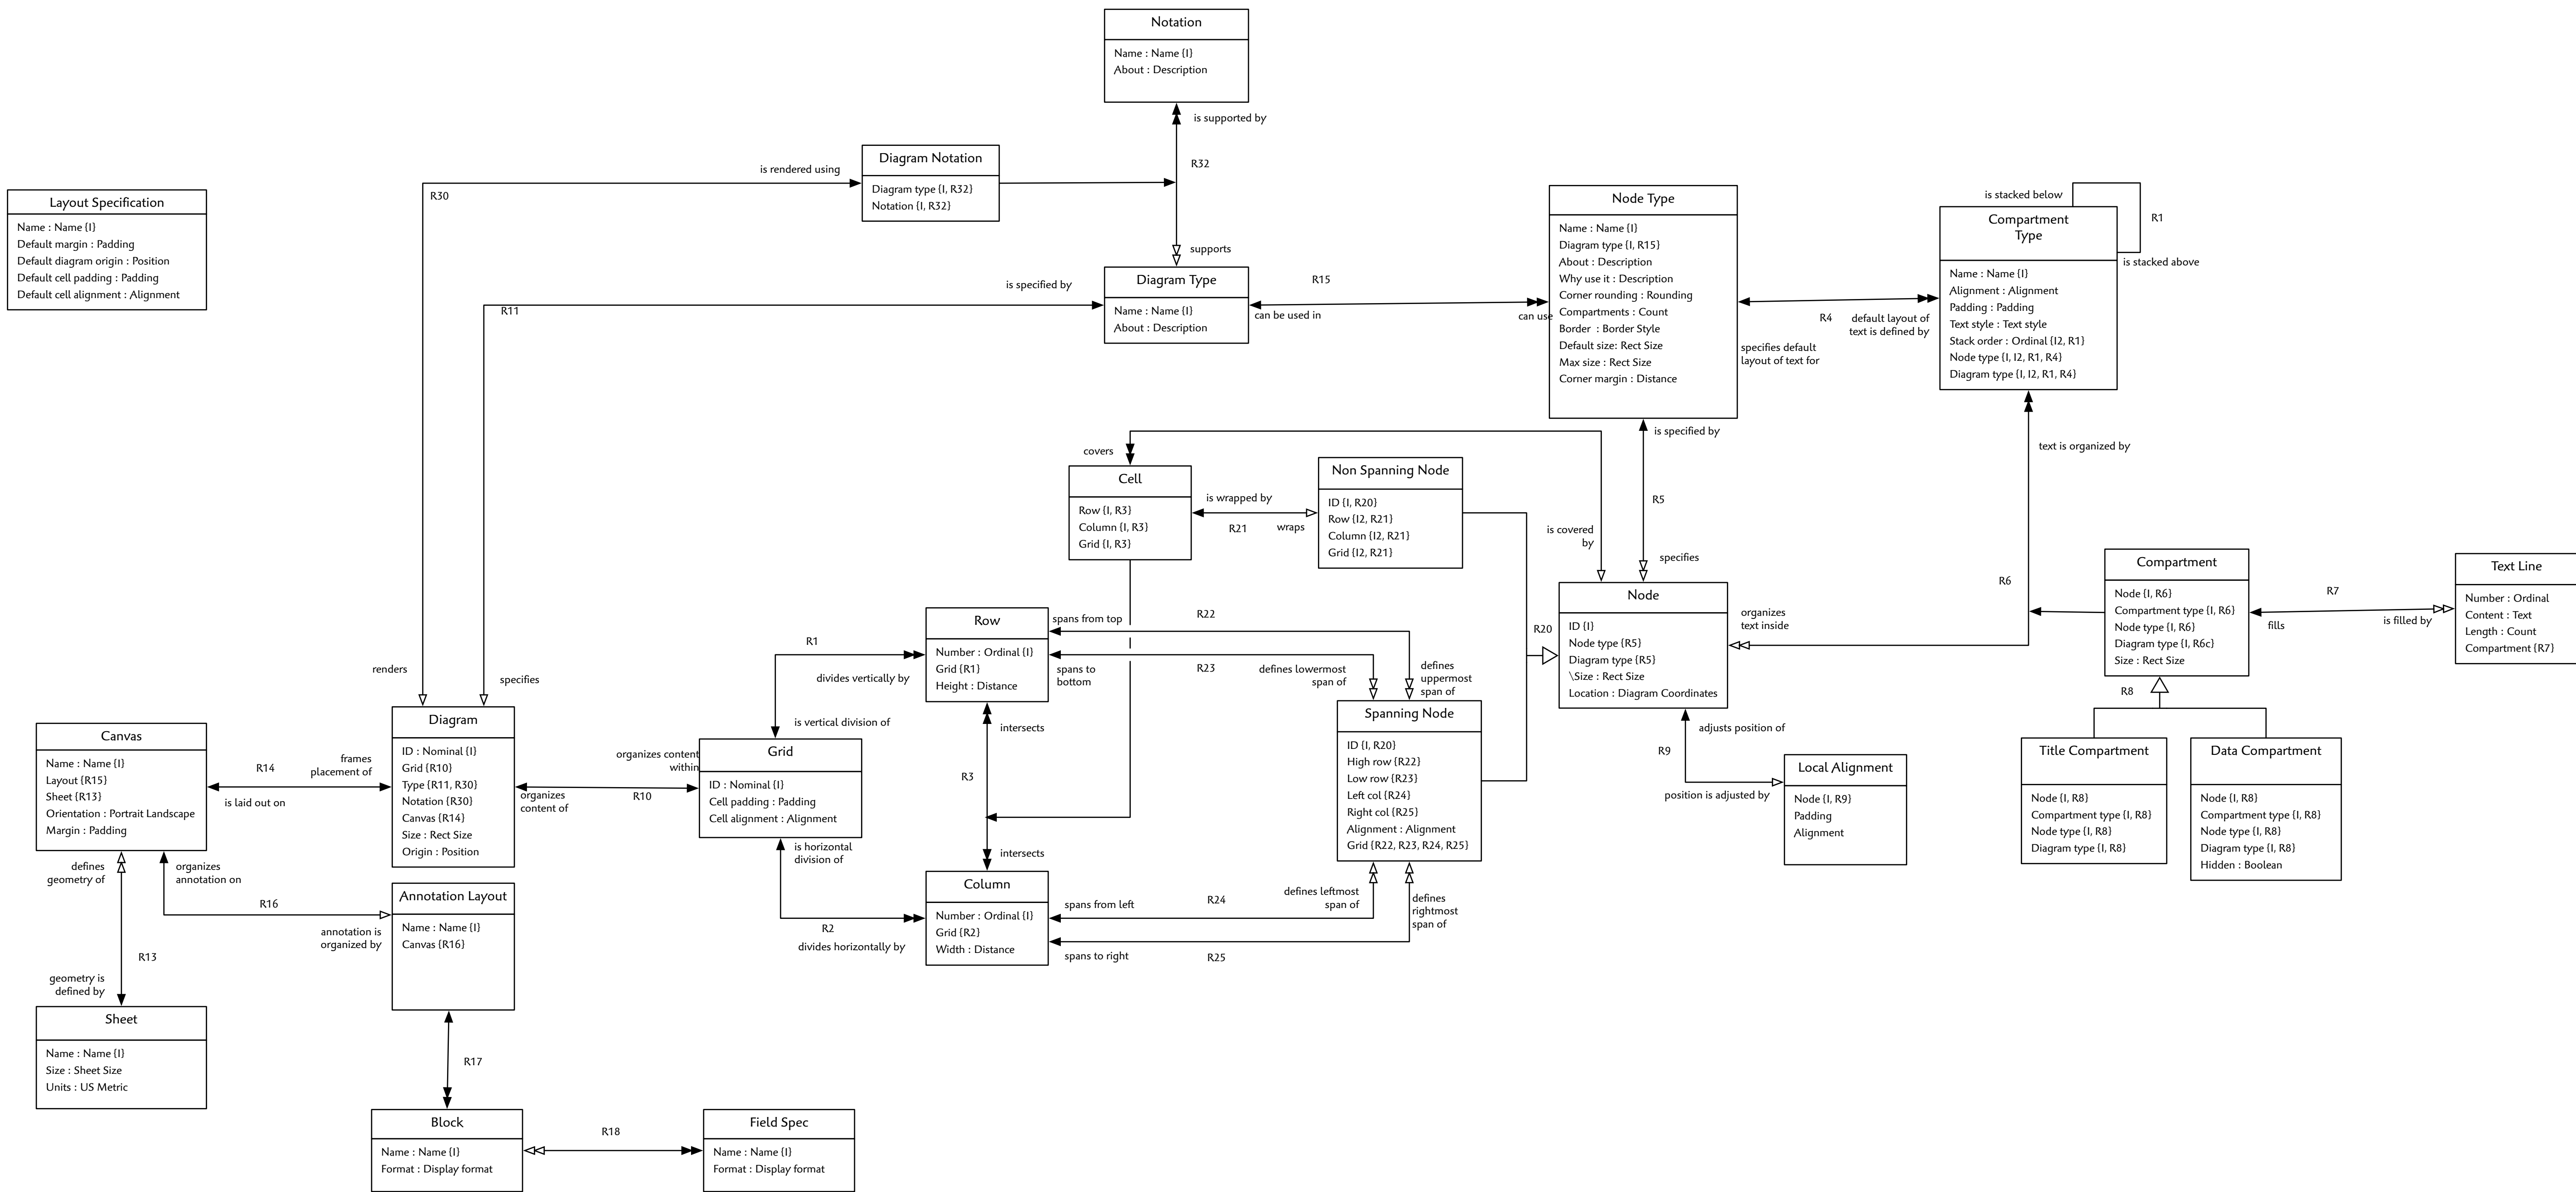 Notation
Name : Name {I}
About : Description
is supported by
R32
supports
Diagram Notation
Diagram type {I, R32}
Notation {I, R32}
is rendered using
R30
renders
Layout Specification
Name : Name {I}
Default margin : Padding
Default diagram origin : Position
Default cell padding : Padding
Default cell alignment : Alignment
Diagram Type
Name : Name {I}
About : Description
is specified by
R11
specifies
R15
can be used in
can use
Node Type
Name : Name {I}
Diagram type {I, R15}
About : Description
Why use it : Description
Corner rounding : Rounding
Compartments : Count
Border : Border Style
Default size: Rect Size
Max size : Rect Size
Corner margin : Distance
R4
default layout of
text is defined by
specifies default
layout of text for
Compartment
Type
Name : Name {I}
Alignment : Alignment
Padding : Padding
Text style : Text style
Stack order : Ordinal {I2, R1}
Node type {I, I2, R1, R4}
Diagram type {I, I2, R1, R4}
is stacked below
R1
is stacked above
is specified by
R5
specifies
text is organized by
R6
organizes
text inside
covers
is covered
by
Cell
Row {I, R3}
Column {I, R3}
Grid {I, R3}
is wrapped by
R21
wraps
Non Spanning Node
ID {I, R20}
Row {I2, R21}
Column {I2, R21}
Grid {I2, R21}
Node
ID {I}
Node type {R5}
Diagram type {R5}
\Size : Rect Size
Location : Diagram Coordinates
R20
Compartment
Node {I, R6}
Compartment type {I, R6}
Node type {I, R6}
Diagram type {I, R6c}
Size : Rect Size
R7
fills
is filled by
Text Line
Number : Ordinal
Content : Text
Length : Count
Compartment {R7}
R8
Title Compartment
Node {I, R8}
Compartment type {I, R8}
Node type {I, R8}
Diagram type {I, R8}
Data Compartment
Node {I, R8}
Compartment type {I, R8}
Node type {I, R8}
Diagram type {I, R8}
Hidden : Boolean
adjusts position of
R9
position is adjusted by
Local Alignment
Node {I, R9}
Padding
Alignment
Row
Number : Ordinal {I}
Grid {R1}
Height : Distance
spans from top
R22
spans to
bottom
R23
defines lowermost
span of
defines
uppermost
span of
Spanning Node
ID {I, R20}
High row {R22}
Low row {R23}
Left col {R24}
Right col {R25}
Alignment : Alignment
Grid {R22, R23, R24, R25}
R1
divides vertically by
is vertical division of
intersects
R3
intersects
Grid
ID : Nominal {I}
Cell padding : Padding
Cell alignment : Alignment
organizes content
within
R10
organizes
content of
is horizontal
division of
R2
divides horizontally by
Column
Number : Ordinal {I}
Grid {R2}
Width : Distance
spans from left
R24
defines leftmost
span of
spans to right
R25
defines
rightmost
span of
Diagram
ID : Nominal {I}
Grid {R10}
Type {R11, R30}
Notation {R30}
Canvas {R14}
Size : Rect Size
Origin : Position
R14
frames
placement of
is laid out on
Canvas
Name : Name {I}
Layout {R15}
Sheet {R13}
Orientation : Portrait Landscape
Margin : Padding
defines
geometry of
R13
geometry is
defined by
organizes
annotation on
R16
annotation is
organized by
Annotation Layout
Name : Name {I}
Canvas {R16}
Sheet
Name : Name {I}
Size : Sheet Size
Units : US Metric
R17
Block
Name : Name {I}
Format : Display format
R18
Field Spec
Name : Name {I}
Format : Display format